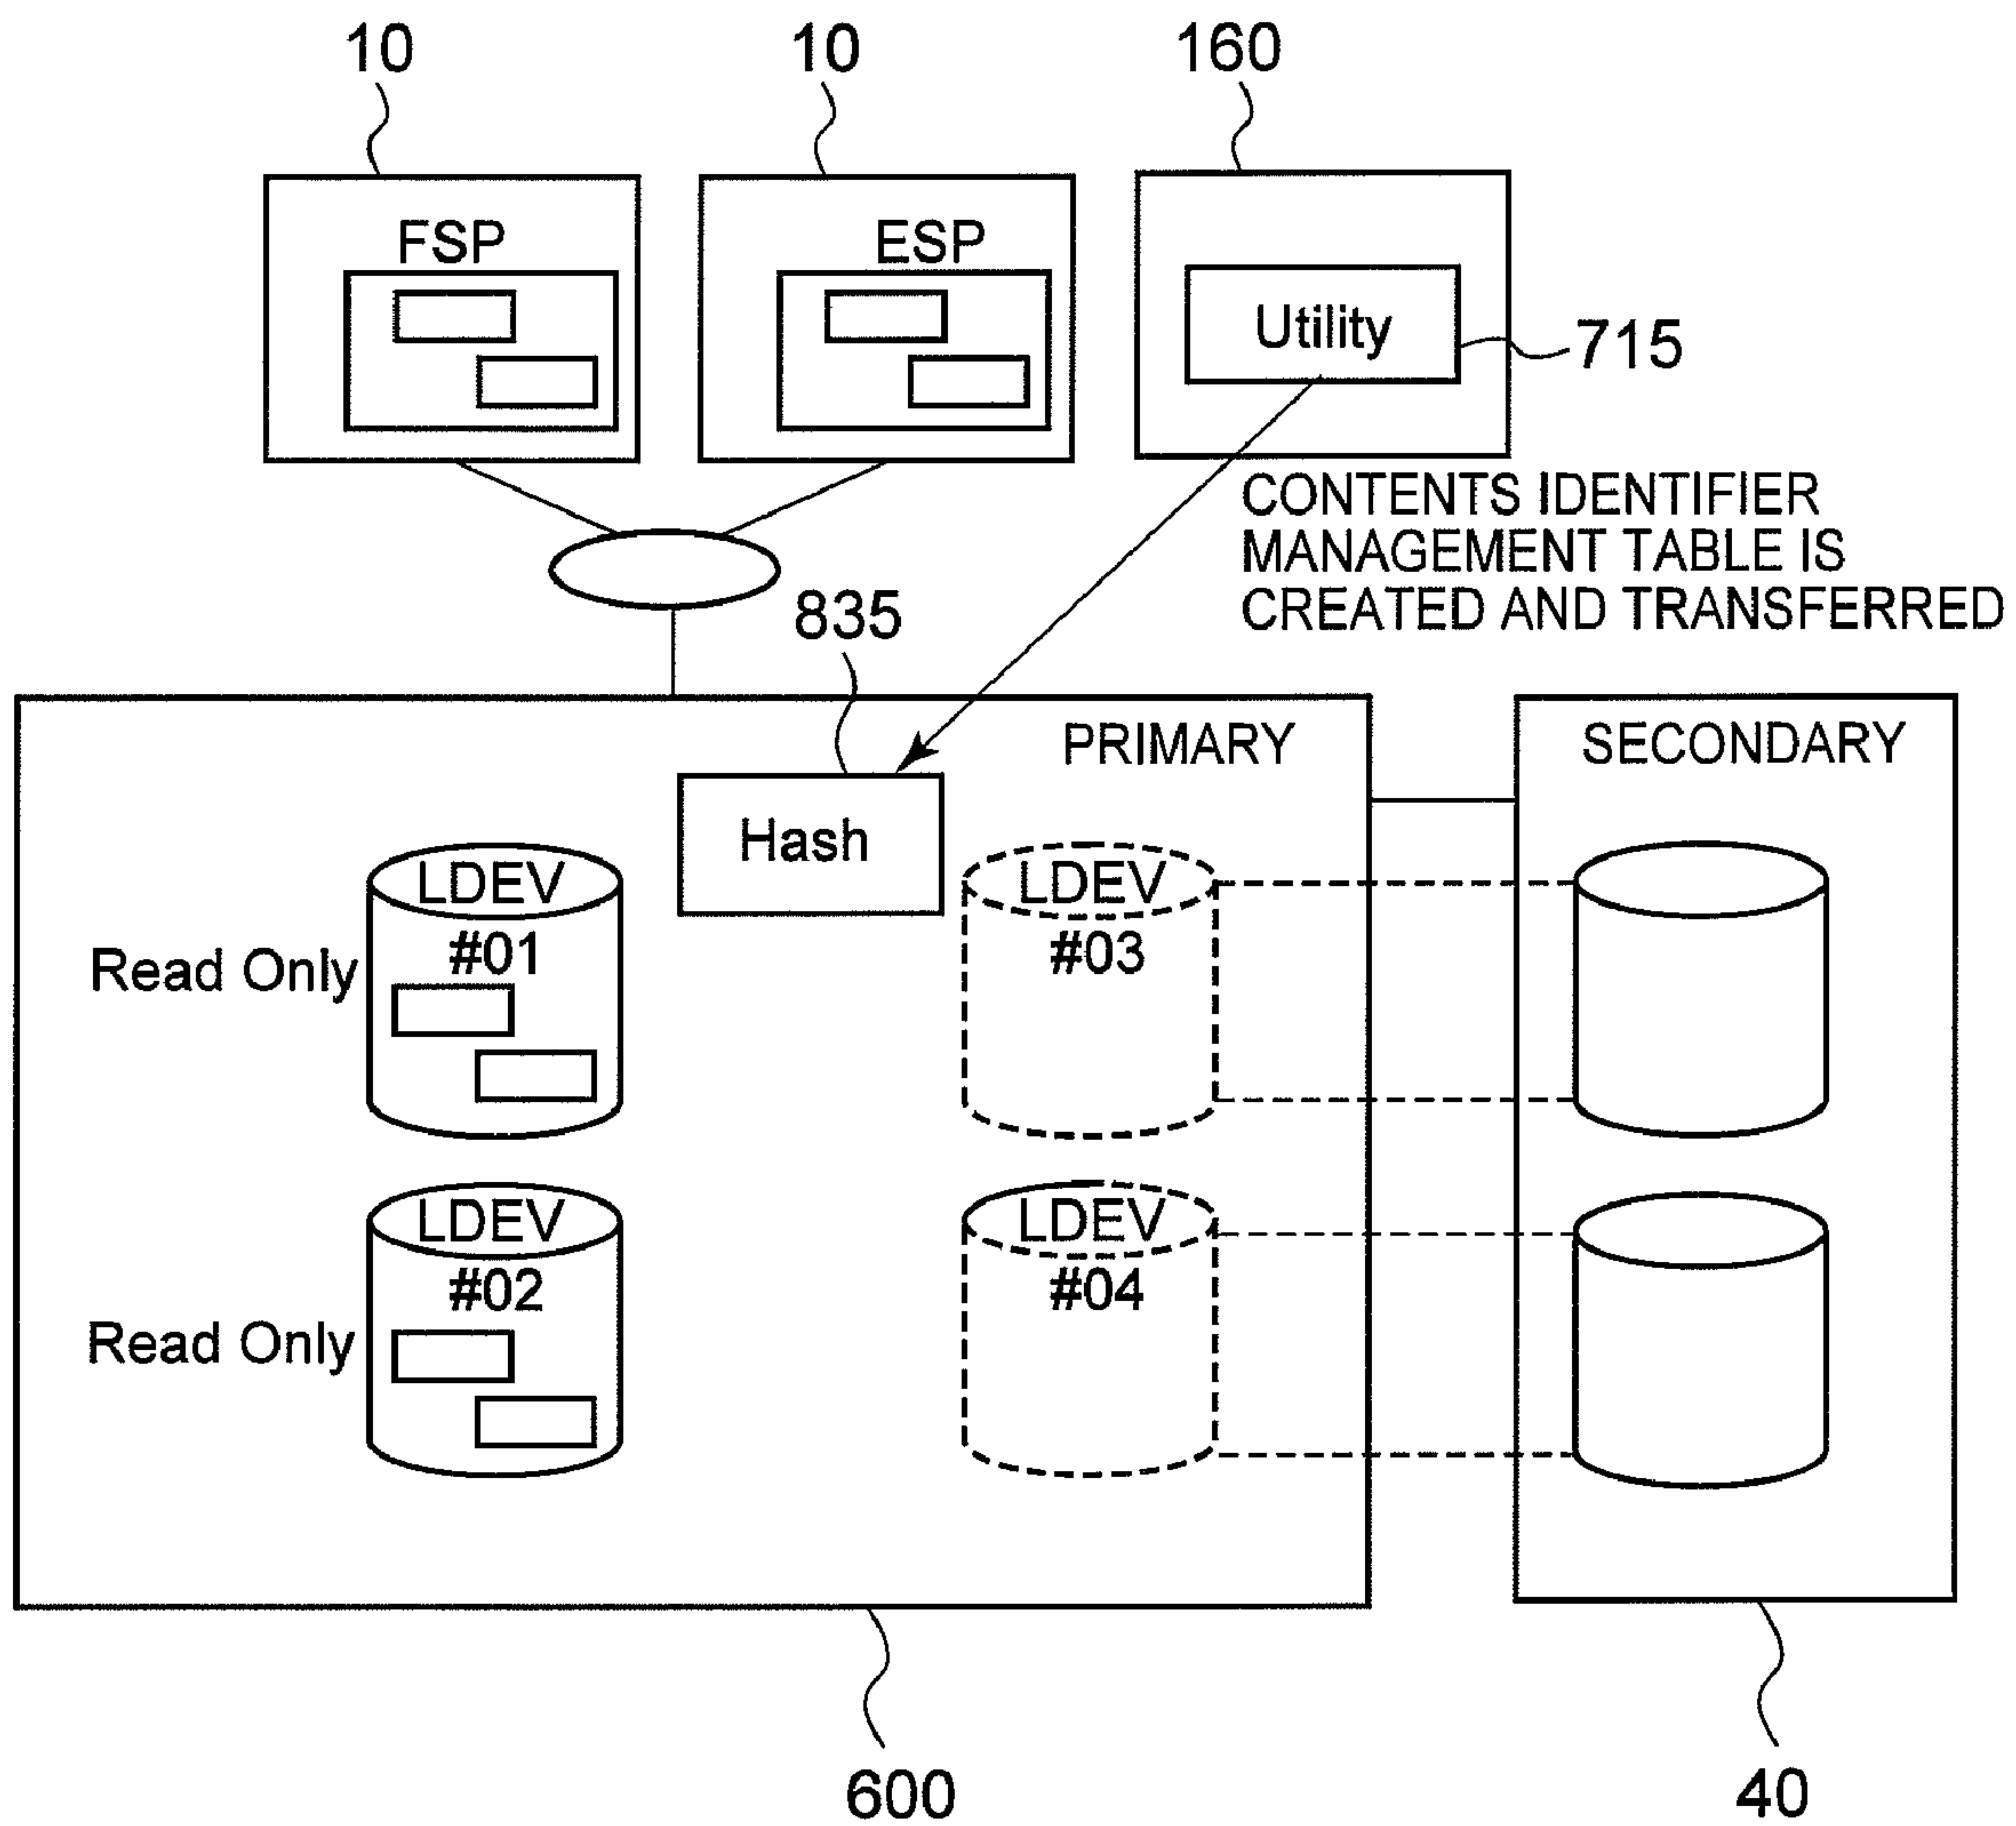 10
10
160
FSP
ESP
Utility
715
CONTENTS IDENTIFIER
MANAGEMENT TABLE IS
CREATED AND TRANSFERRED
835
PRIMARY
SECONDARY
Hash
LDEV
#01
Read Only
LDEV
#03
LDEV
#02
Read Only
LDEV
#04
600
40